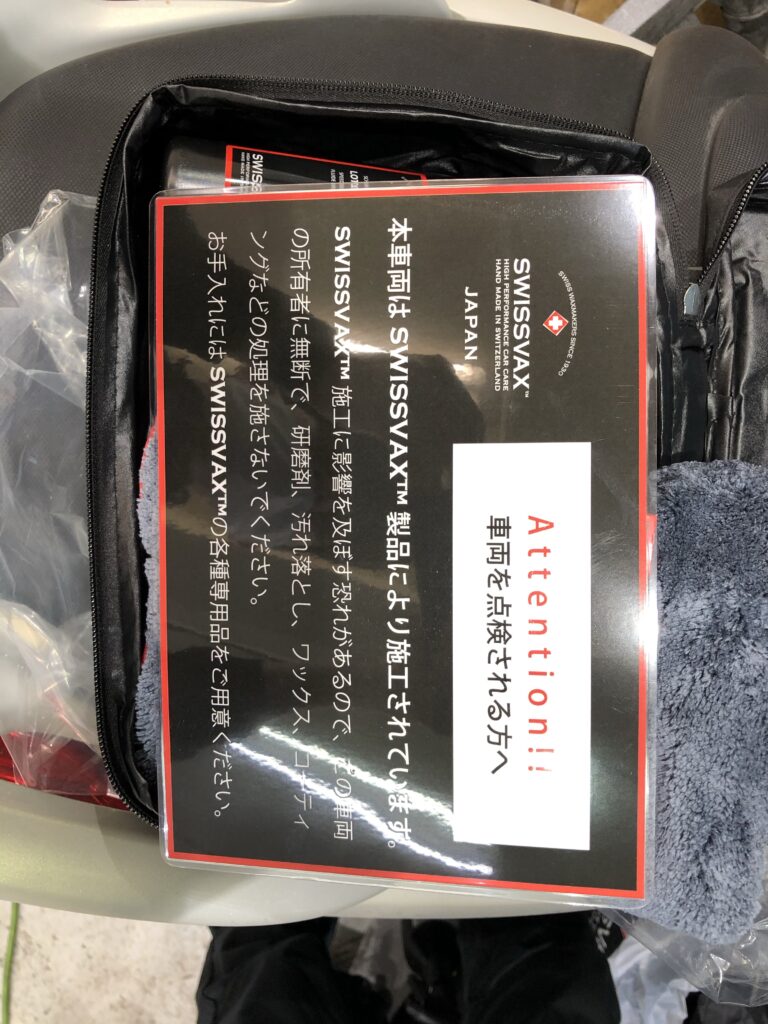 SWISS WAXMAKERS SINCE 1930
SWISSVAX™
HIGH PERFORMANCE CAR CARE
HAND MADE IN SWITZERLAND
JAPAN
Attention!!
車両を点検される方へ
本車両は SWISSVAX™ 製品により施工されています。
SWISSVAX™ 施工に影響を及ぼす恐れがあるので、その車両
の所有者に無断で、研磨剤、汚れ落とし、ワックス、コーティ
ングなどの処理を施さないでください。
お手入れには SWISSVAX™の各種専用品をご用意ください。
SWISS